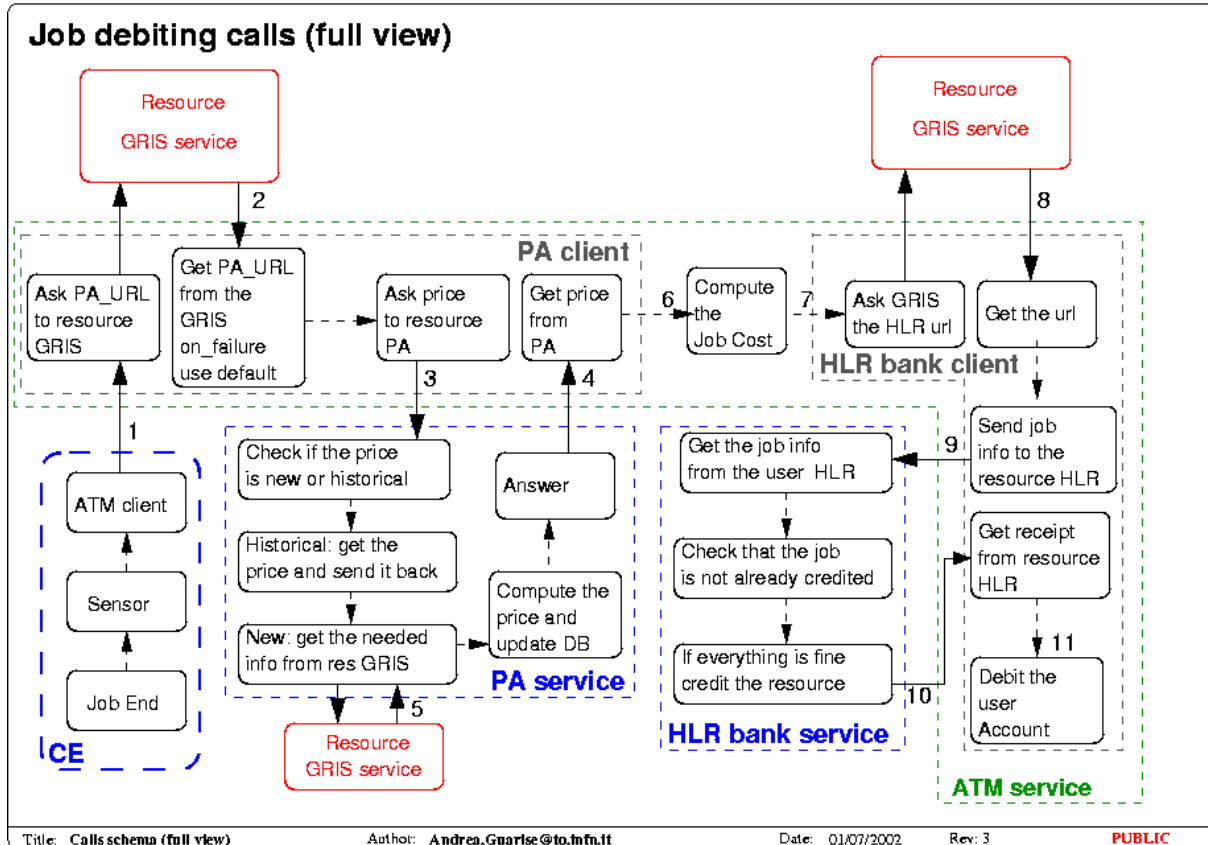 Job debiting calls (full view)
Resource
GRIS service
Resource
GRIS service
2
8
PA client
Ask PA_URL
to resource
GRIS
Get PA_URL
from the
GRIS
on_failure
use default
Ask price
to resource
PA
Get price
from
PA
6
Compute
the
Job Cost
7
Ask GRIS
the HLR url
Get the url
HLR bank client
1
3
4
Check if the price
is new or historical
Historical: get the
price and send it back
New: get the needed
info from res GRIS
Answer
Compute the
price and
update DB
PA service
5
Resource
GRIS service
ATM client
Sensor
Job End
CE
Get the job info
from the user HLR
Check that the job
is not already credited
If everything is fine
credit the resource
HLR bank service
9
10
Send job
info to the
resource HLR
Get receipt
from resource
HLR
11
Debit the
user
Account
ATM service
Title: Calls schema (full view)
Author: Andrea.Guarise@to.infn.it
Date: 01/07/2002
Rev: 3
PUBLIC